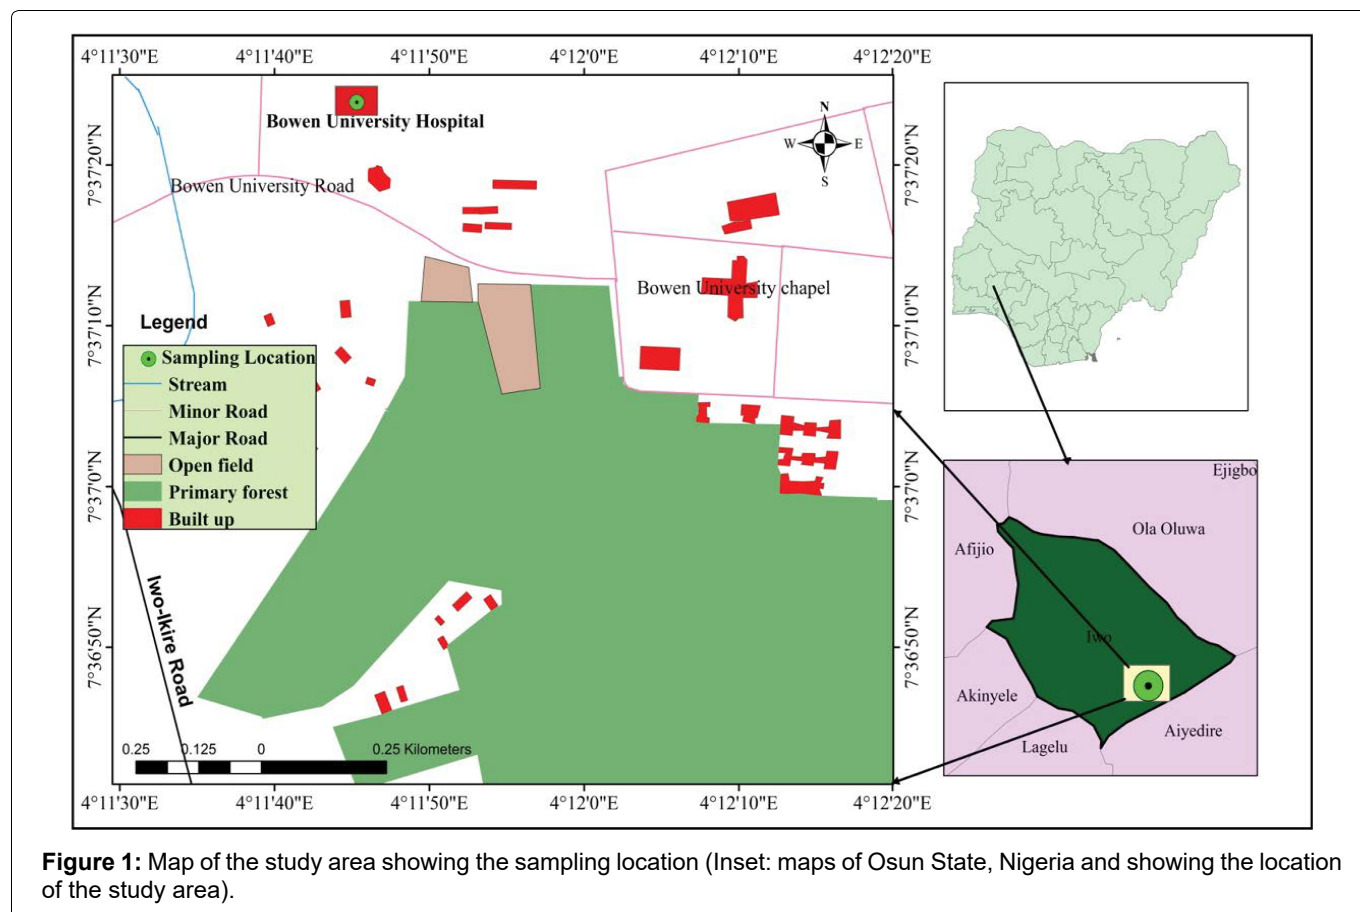 4°11'30"E 4°11'40"E 4°11'50"E 4°12'0"E 4°12'10"E 4°12'20"E
Bowen University Hospital
N
W E
S
7°37'20"N 7°37'20"N
Bowen University Road
Bowen University chapel
7°37'10"N 7°37'10"N
Legend
Sampling Location
Stream
Minor Road
Major Road
Open field
Primary forest
Built up
7°37'0"N 7°37'0"N
Iwo-Ikire Road
7°36'50"N 7°36'50"N
0.25 0.125 0 0.25 Kilometers
4°11'30"E 4°11'40"E 4°11'50"E 4°12'0"E 4°12'10"E 4°12'20"E
Ejigbo
Ola Oluwa
Afijio
Iwo
Akinyele
Aiyedire
Lagelu
Figure 1: Map of the study area showing the sampling location (Inset: maps of Osun State, Nigeria and showing the location
of the study area).